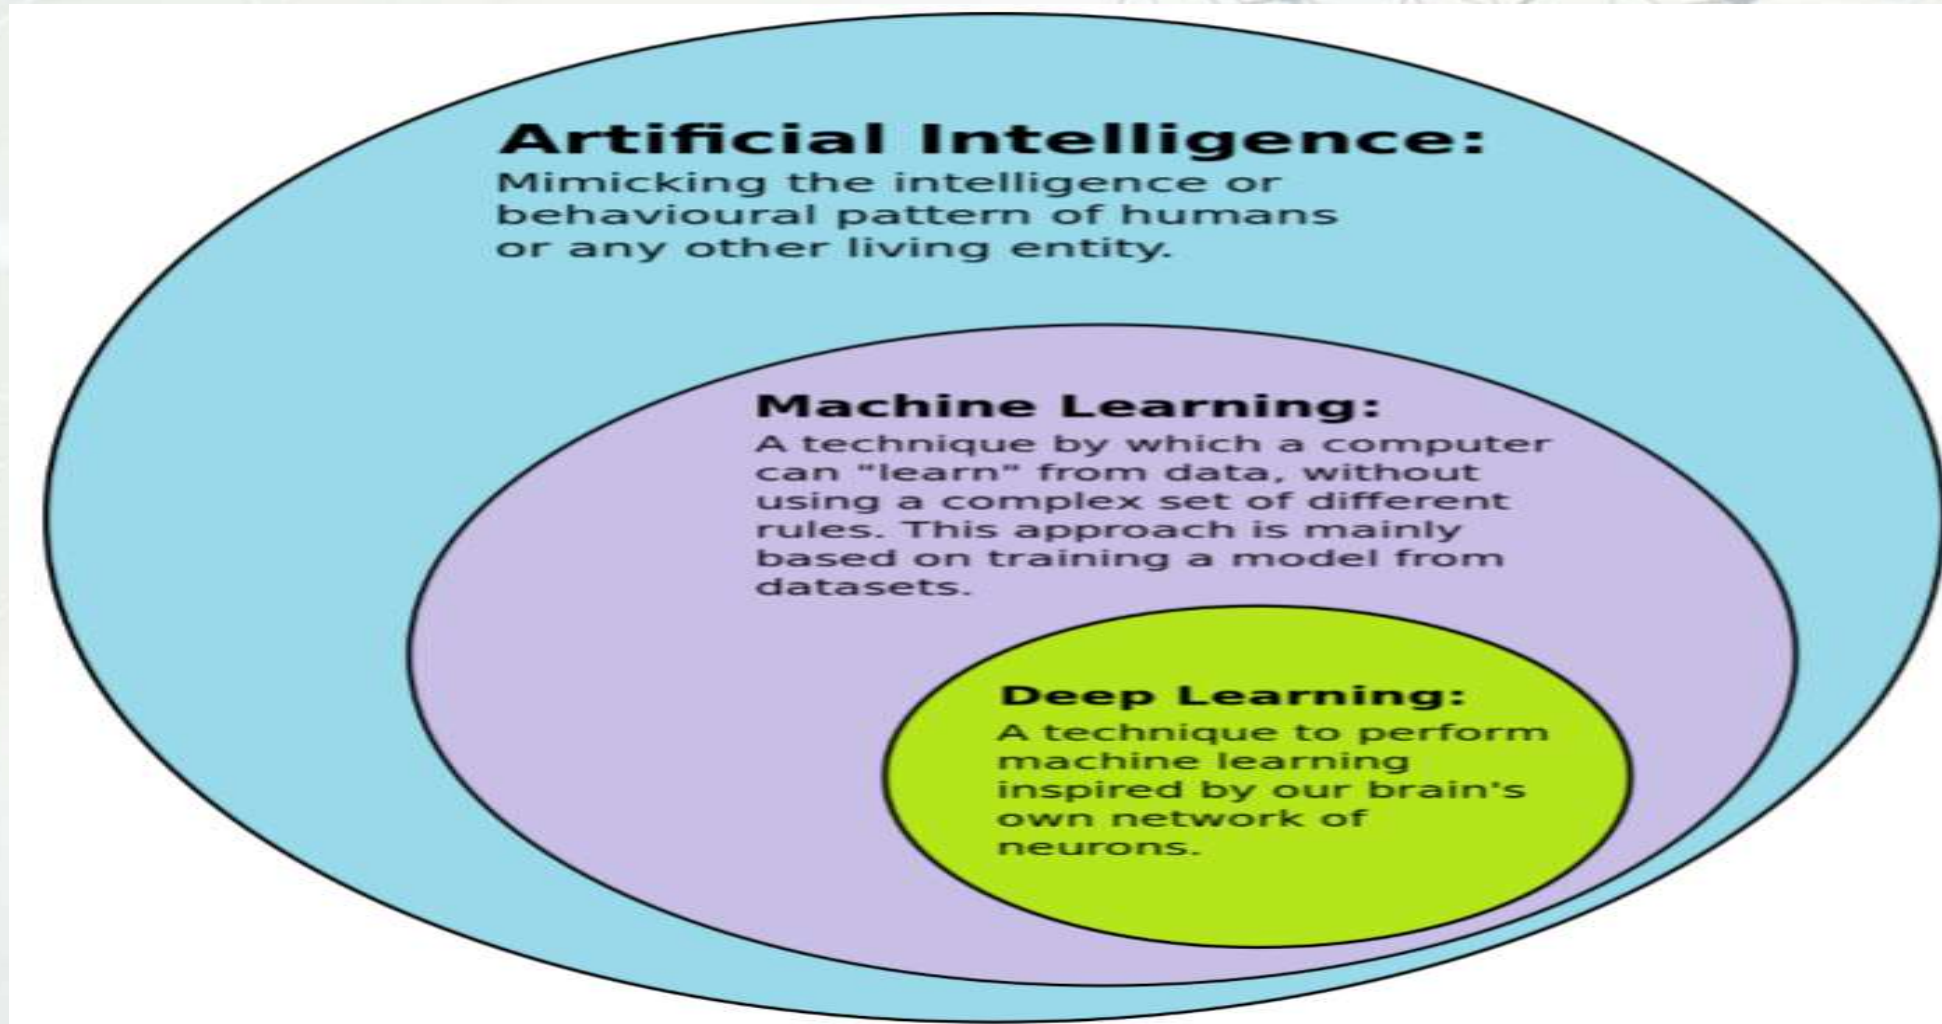 Artificial Intelligence:
Mimicking the intelligence or
behavioural pattern of humans
or any other living entity.
Machine Learning:
A technique by which a computer
can "learn" from data, without
using a complex set of different
rules. This approach is mainly
based on training a model from
datasets.
Deep Learning:
A technique to perform
machine learning
inspired by our brain's
own network of
neurons.